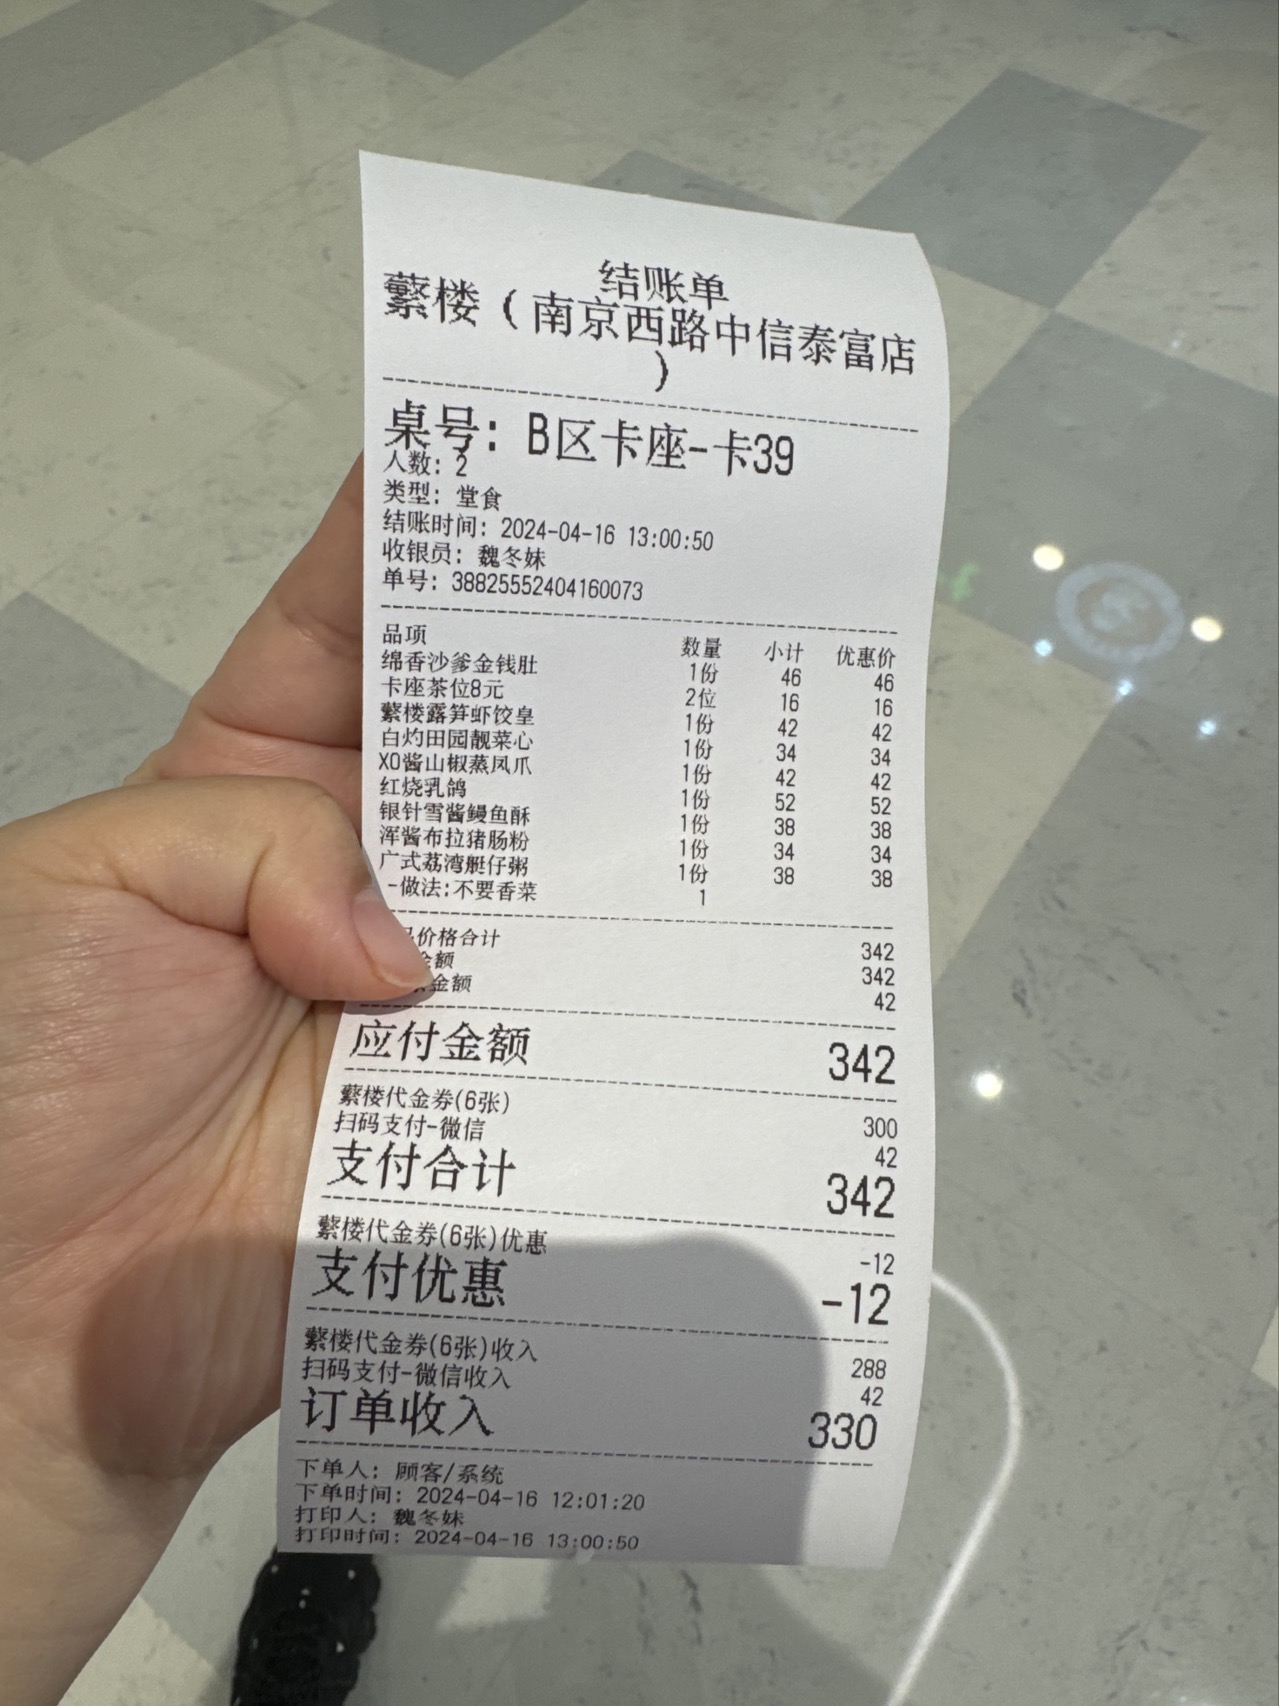 结账单
蘩楼（南京西路中信泰富店
）
桌号: B区卡座-卡39
人数: 2
类型: 堂食
结账时间: 2024-04-16 13:00:50
收银员: 魏冬妹
单号: 38825552404160073
品项 数量 小计 优惠价
绵香沙爹金钱肚 1份 46 46
卡座茶位8元 2位 16 16
蘩楼露笋虾饺皇 1份 42 42
白灼田园靓菜心 1份 34 34
XO酱山椒蒸凤爪 1份 42 42
红烧乳鸽 1份 52 52
银针雪酱鳗鱼酥 1份 38 38
浑酱布拉猪肠粉 1份 34 34
广式荔湾艇仔粥 1份 38 38
-做法:不要香菜 1
价格合计 342
金额 342
金额 42
应付金额 342
蘩楼代金券(6张) 300
扫码支付-微信 42
支付合计 342
蘩楼代金券(6张)优惠 -12
支付优惠 -12
蘩楼代金券(6张)收入 288
扫码支付-微信收入 42
订单收入 330
下单人: 顾客/系统
下单时间: 2024-04-16 12:01:20
打印人: 魏冬妹
打印时间: 2024-04-16 13:00:50